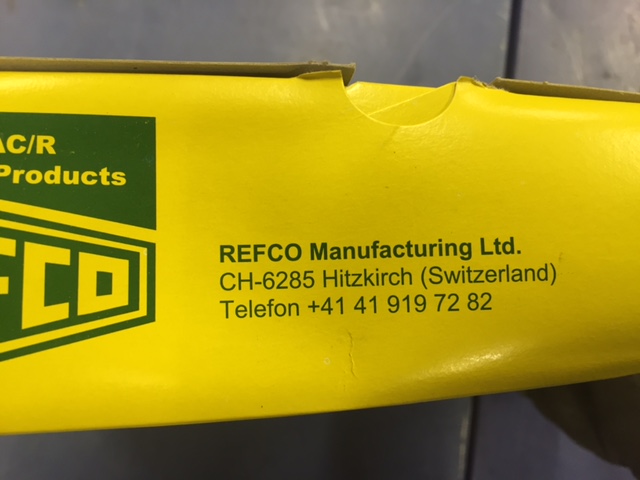 AC/R
Products
FCO
REFCO Manufacturing Ltd.
CH-6285 Hitzkirch (Switzerland)
Telefon +41 41 919 72 82